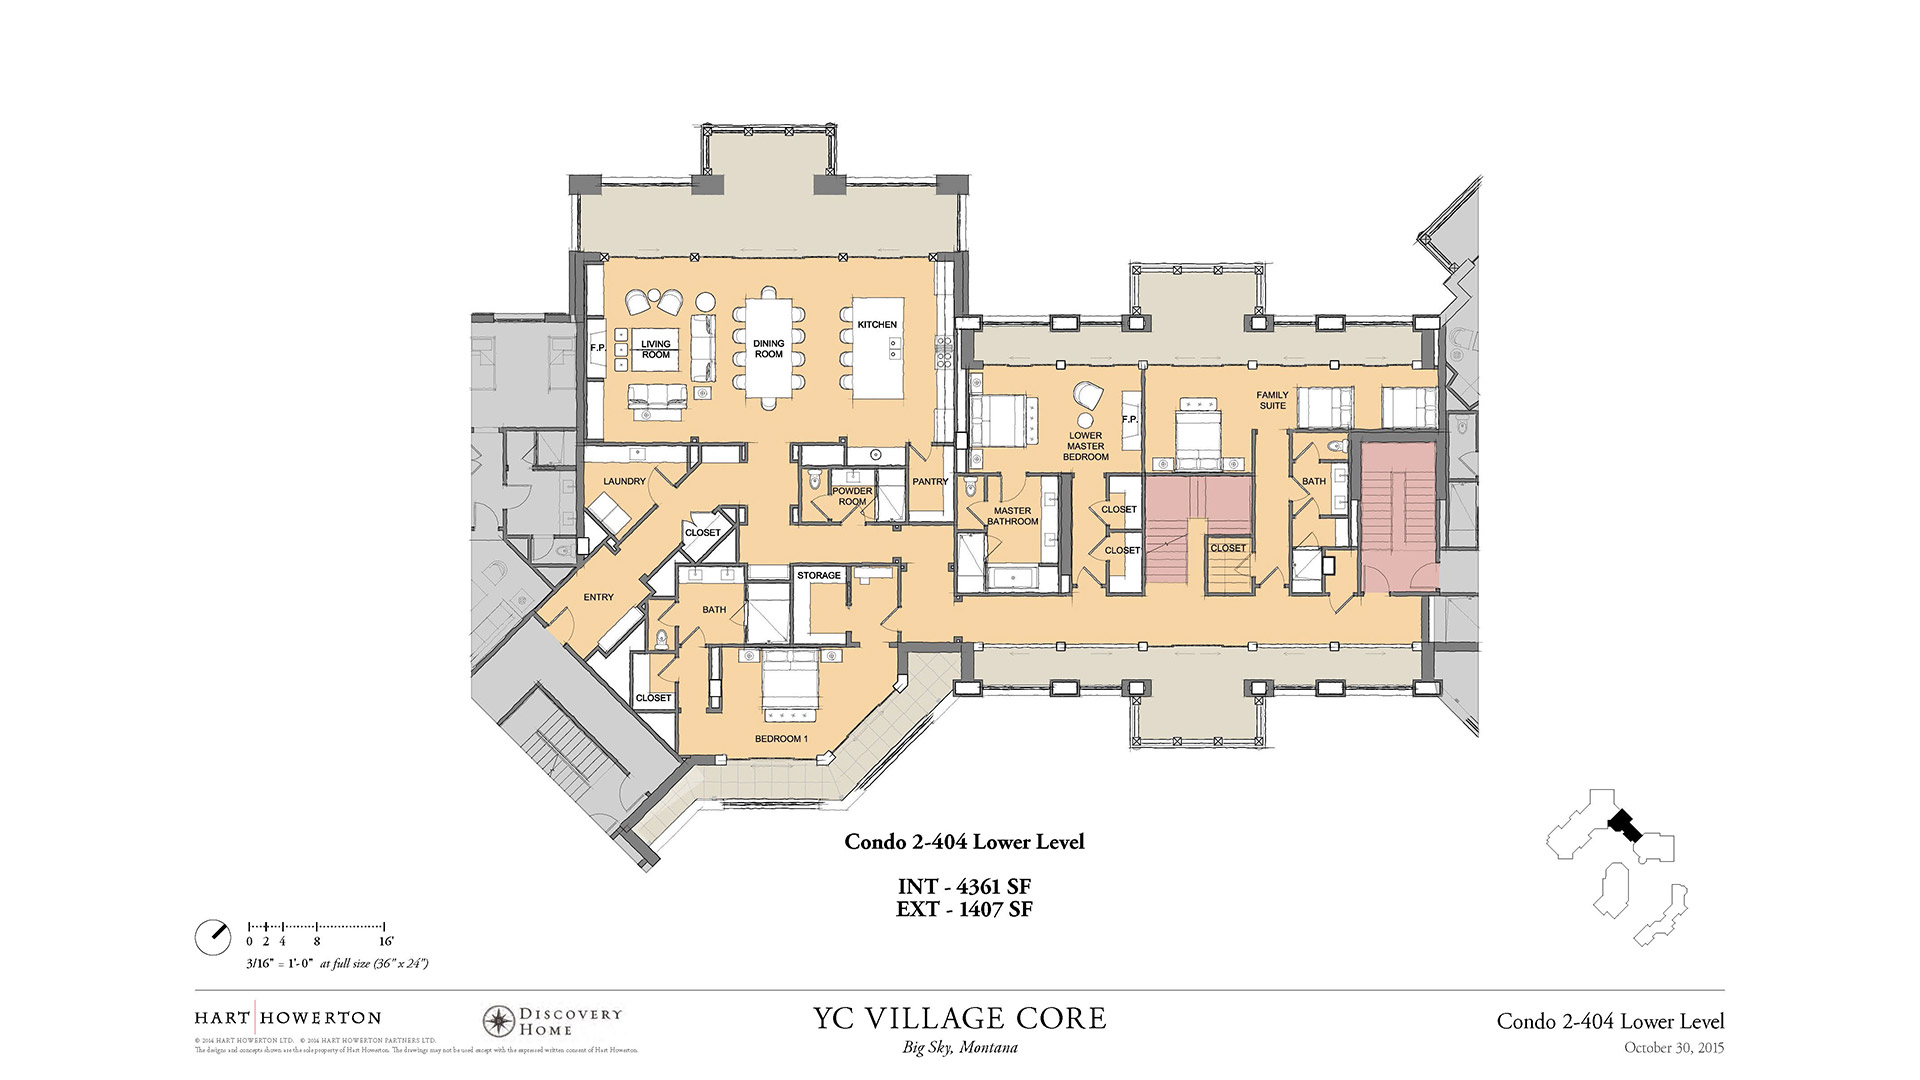 LIVING
ROOM
F.P.
DINING
ROOM
KITCHEN
LAUNDRY
POWDER
ROOM
PANTRY
CLOSET
ENTRY
BATH
STORAGE
CLOSET
BEDROOM 1
LOWER
MASTER
BEDROOM
F.P.
FAMILY
SUITE
MASTER
BATHROOM
CLOSET
CLOSET
CLOSET
BATH
Condo 2-404 Lower Level
INT - 4361 SF
EXT - 1407 SF
0 2 4 8 16'
3/16" = 1'-0" at full size (36" x 24")
HART HOWERTON
© 2014 HART HOWERTON LTD. © 2014 HART HOWERTON PARTNERS LTD.
The designs and concepts shown are the sole property of Hart Howerton. The drawings may not be used except with the expressed written consent of Hart Howerton.
DISCOVERY
HOME
YC VILLAGE CORE
Big Sky, Montana
Condo 2-404 Lower Level
October 30, 2015